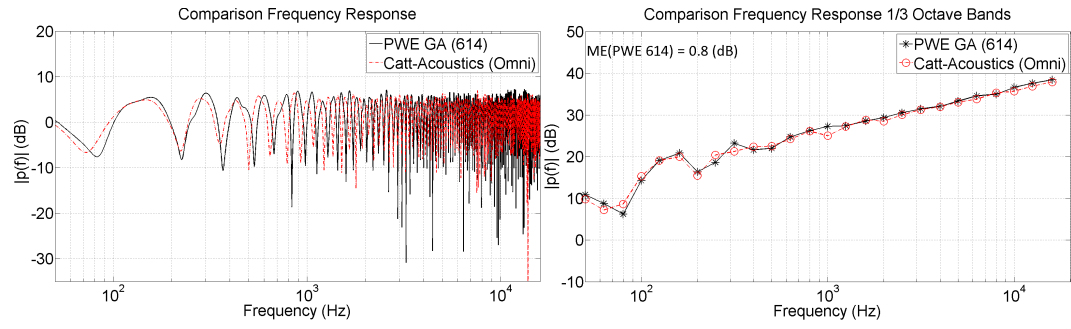 Comparison Frequency Response
20
10
0
-10
-20
-30
|p(f)| (dB)
PWE GA (614)
Catt-Acoustics (Omni)
10²
10³
10⁴
Frequency (Hz)
Comparison Frequency Response 1/3 Octave Bands
50
40
30
20
10
0
-10
|p(f)| (dB)
ME(PWE 614) = 0.8 (dB)
PWE GA (614)
Catt-Acoustics (Omni)
10²
10³
10⁴
Frequency (Hz)